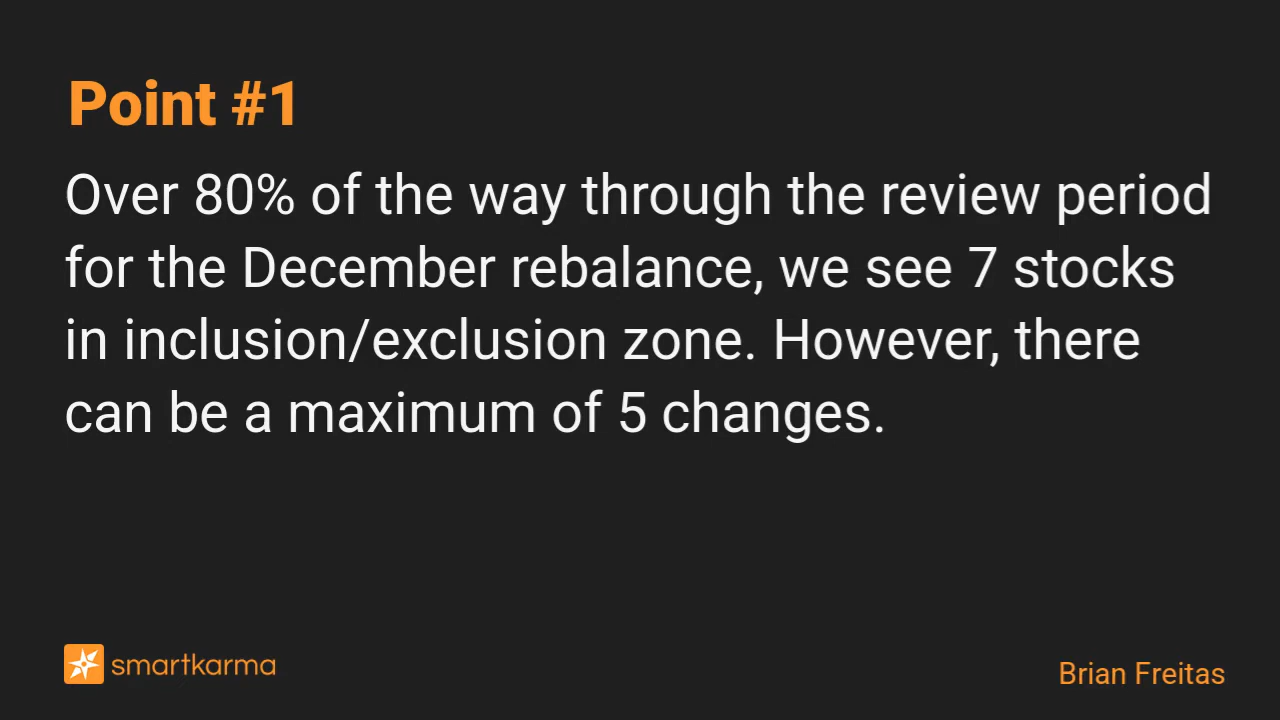 Point #1
Over 80% of the way through the review period
for the December rebalance, we see 7 stocks
in inclusion/exclusion zone. However, there
can be a maximum of 5 changes.
smartkarma
Brian Freitas